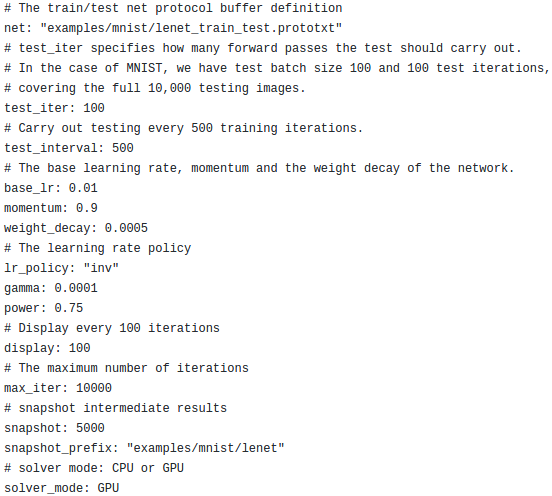 # The train/test net protocol buffer definition
net: "examples/mnist/lenet_train_test.prototxt"
# test_iter specifies how many forward passes the test should carry out.
# In the case of MNIST, we have test batch size 100 and 100 test iterations,
# covering the full 10,000 testing images.
test_iter: 100
# Carry out testing every 500 training iterations.
test_interval: 500
# The base learning rate, momentum and the weight decay of the network.
base_lr: 0.01
momentum: 0.9
weight_decay: 0.0005
# The learning rate policy
lr_policy: "inv"
gamma: 0.0001
power: 0.75
# Display every 100 iterations
display: 100
# The maximum number of iterations
max_iter: 10000
# snapshot intermediate results
snapshot: 5000
snapshot_prefix: "examples/mnist/lenet"
# solver mode: CPU or GPU
solver_mode: GPU